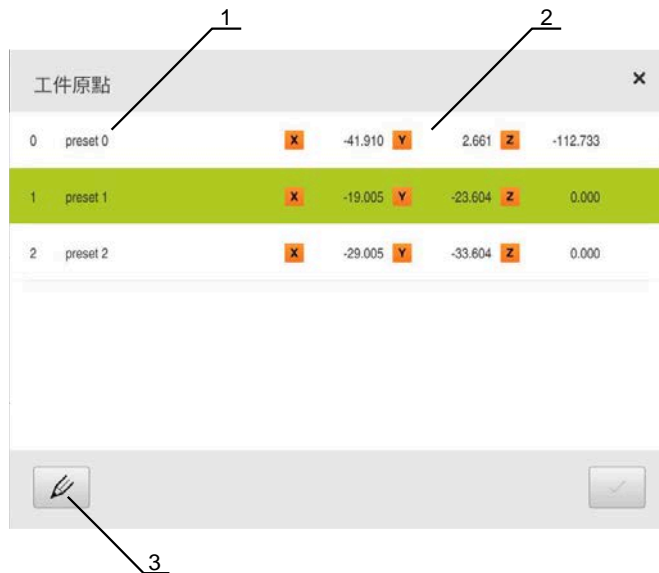 1 2
工件原點 ×
0 preset 0 X -41.910 Y 2.661 Z -112.733
1 preset 1 X -19.005 Y -23.604 Z 0.000
2 preset 2 X -29.005 Y -33.604 Z 0.000
3